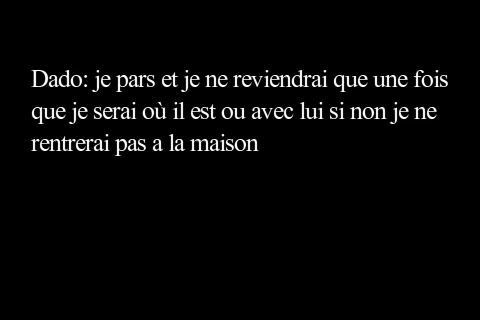 Dado: je pars et je ne reviendrai que une fois
que je serai où il est ou avec lui si non je ne
rentrerai pas a la maison